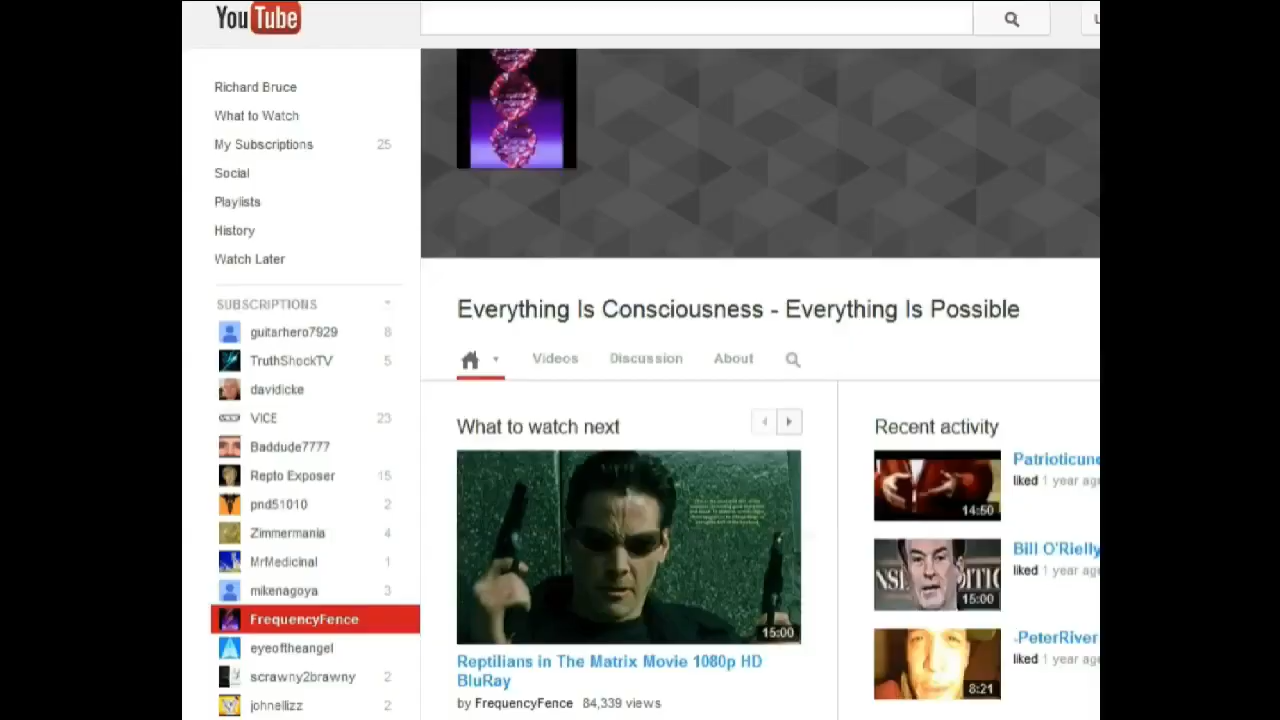 YouTube
Richard Bruce
What to Watch
My Subscriptions 25
Social
Playlists
History
Watch Later
SUBSCRIPTIONS
guitarhero7929 8
TruthShockTV 5
davidicke
VICE 23
Baddude7777
Repto Exposer 15
pnd51010 2
Zimmermania 4
MrMedicinal 1
mikenagoya 3
FrequencyFence
eyeoftheangel
scrawny2brawny 2
johnellizz 2
Everything Is Consciousness - Everything Is Possible
Videos Discussion About
What to watch next
15:00
Reptilians in The Matrix Movie 1080p HD
BluRay
by FrequencyFence 84,339 views
Recent activity
14:50
Patrioticune
liked 1 year ago
15:00
Bill O'Rielly
liked 1 year ago
8:21
-PeterRiver
liked 1 year ago